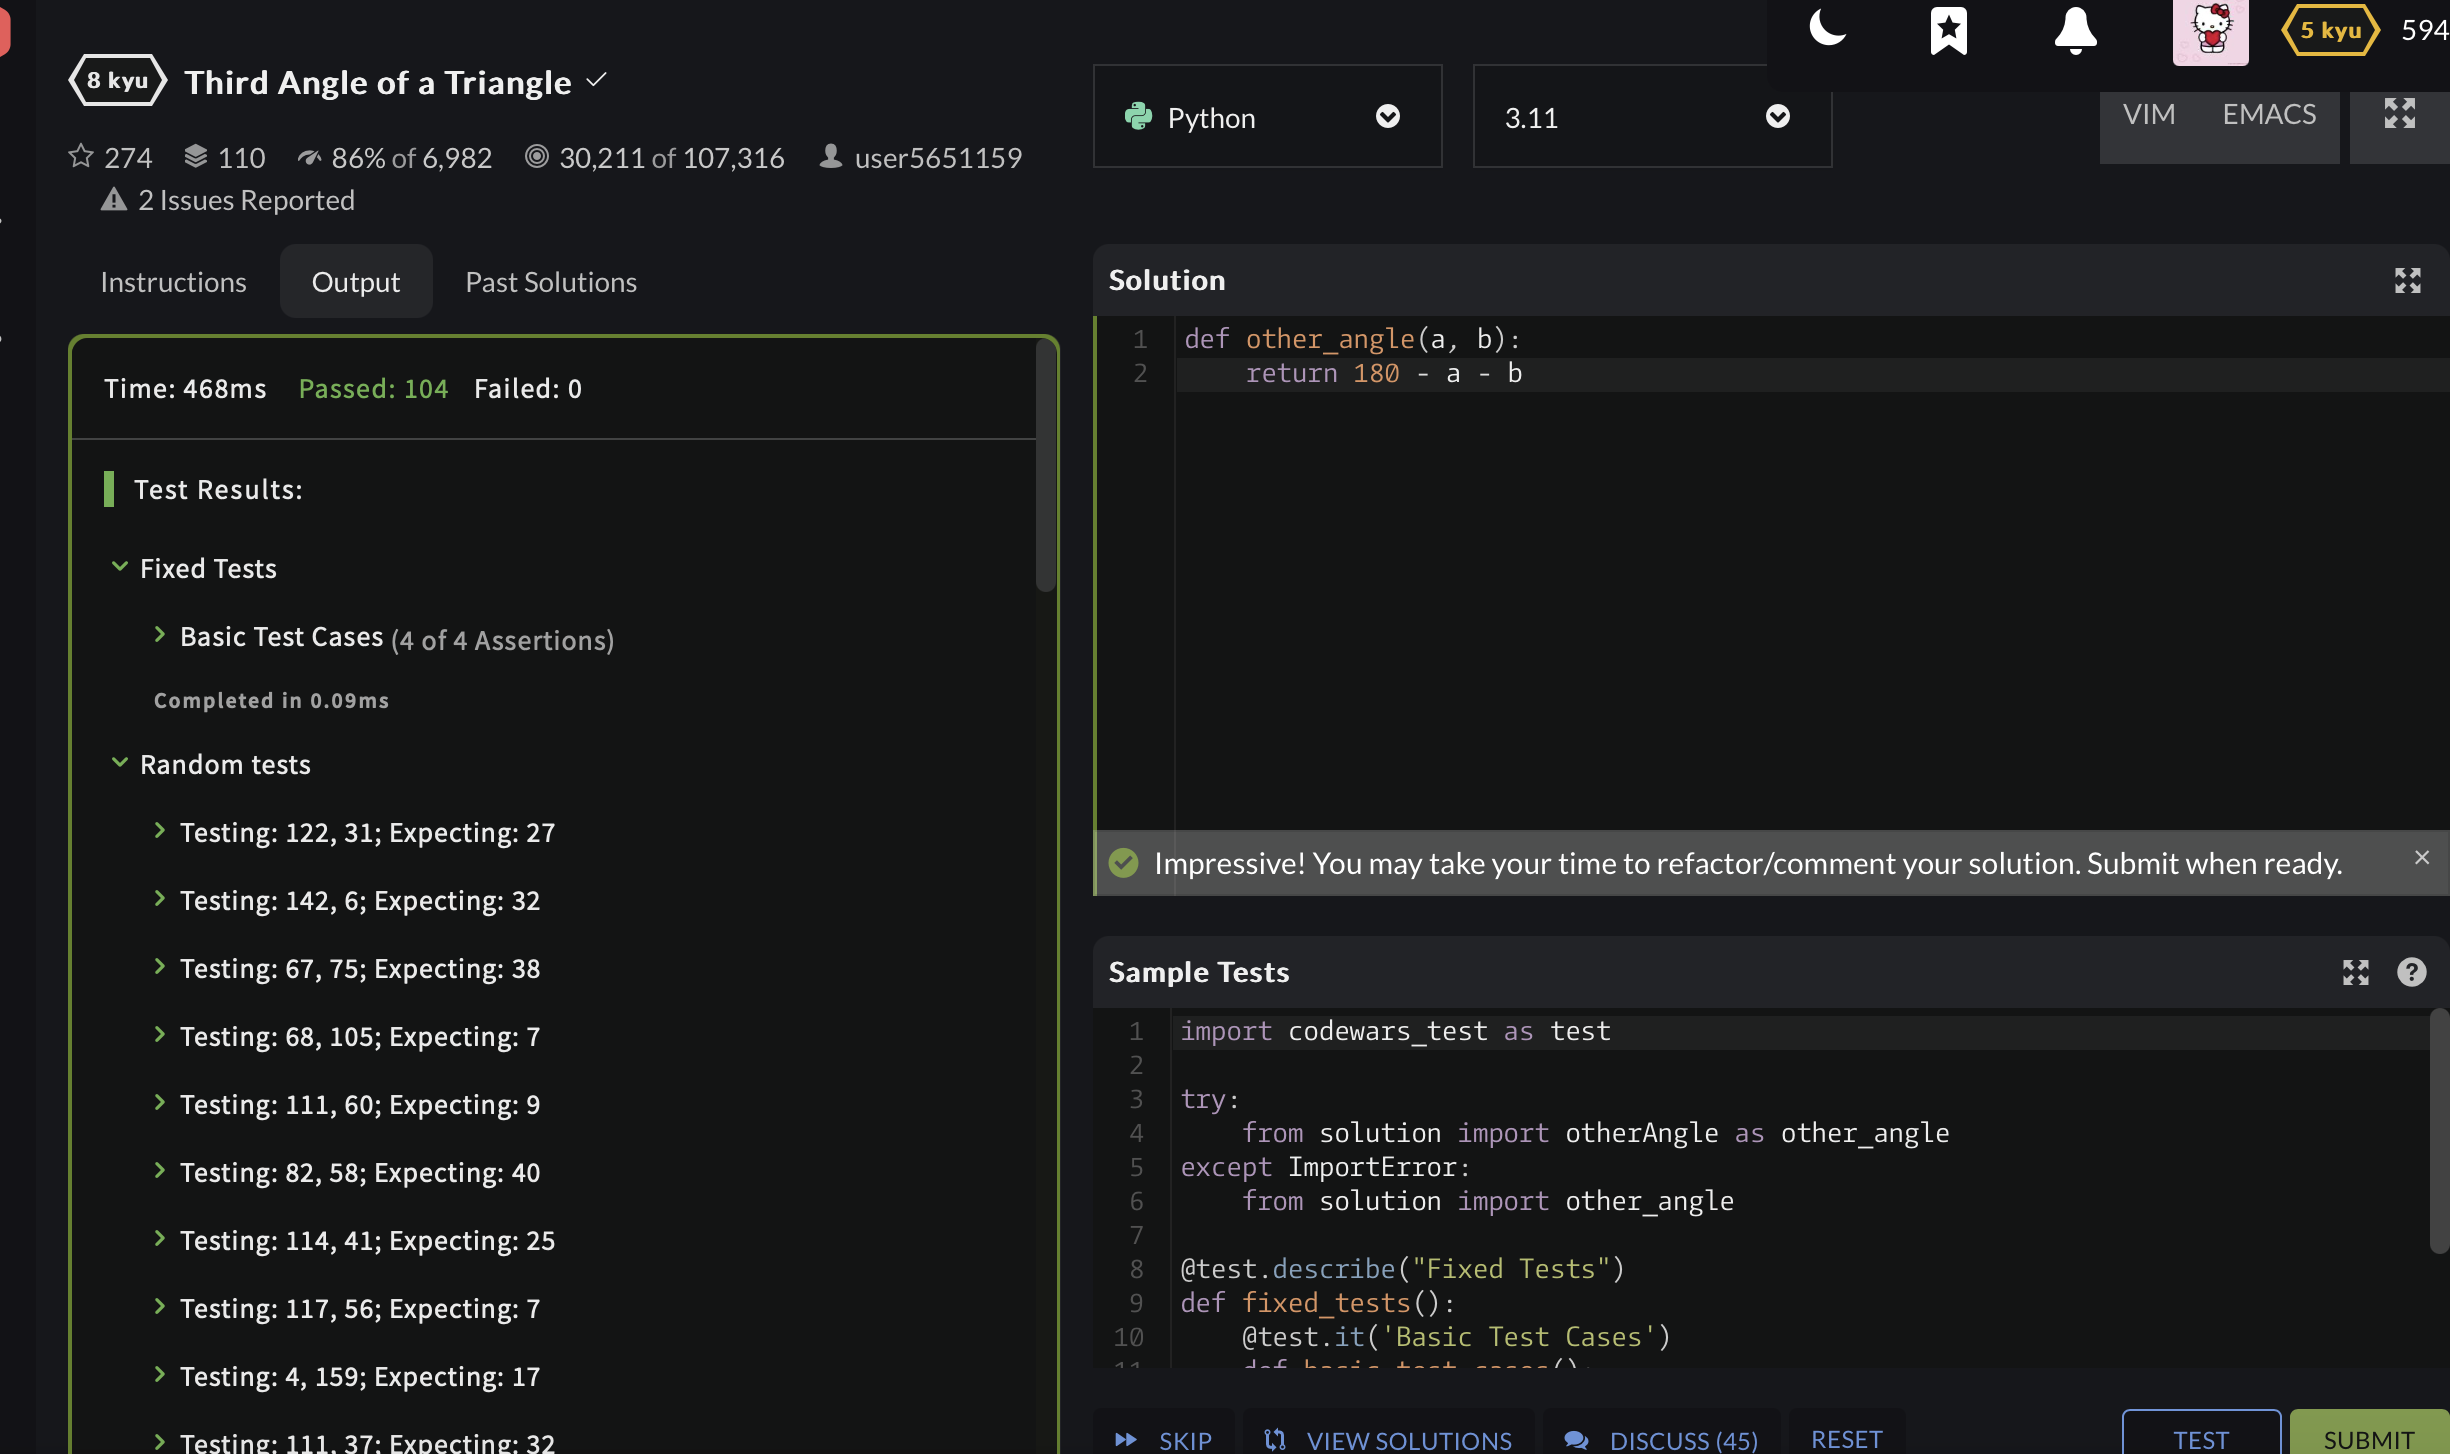 5 kyu 594
8 kyu Third Angle of a Triangle
274 110 86% of 6,982 30,211 of 107,316 user5651159
2 Issues Reported
Python
3.11
VIM EMACS
Instructions Output Past Solutions
Time: 468ms Passed: 104 Failed: 0
Test Results:
Fixed Tests
Basic Test Cases (4 of 4 Assertions)
Completed in 0.09ms
Random tests
Testing: 122, 31; Expecting: 27
Testing: 142, 6; Expecting: 32
Testing: 67, 75; Expecting: 38
Testing: 68, 105; Expecting: 7
Testing: 111, 60; Expecting: 9
Testing: 82, 58; Expecting: 40
Testing: 114, 41; Expecting: 25
Testing: 117, 56; Expecting: 7
Testing: 4, 159; Expecting: 17
Testing: 111, 37; Expecting: 32
Solution
1 def other_angle(a, b):
2     return 180 - a - b
Impressive! You may take your time to refactor/comment your solution. Submit when ready.
Sample Tests
1 import codewars_test as test
2
3 try:
4     from solution import otherAngle as other_angle
5 except ImportError:
6     from solution import other_angle
7
8 @test.describe("Fixed Tests")
9 def fixed_tests():
10     @test.it('Basic Test Cases')
11     def basic_test_cases():
SKIP VIEW SOLUTIONS DISCUSS (45) RESET TEST SUBMIT